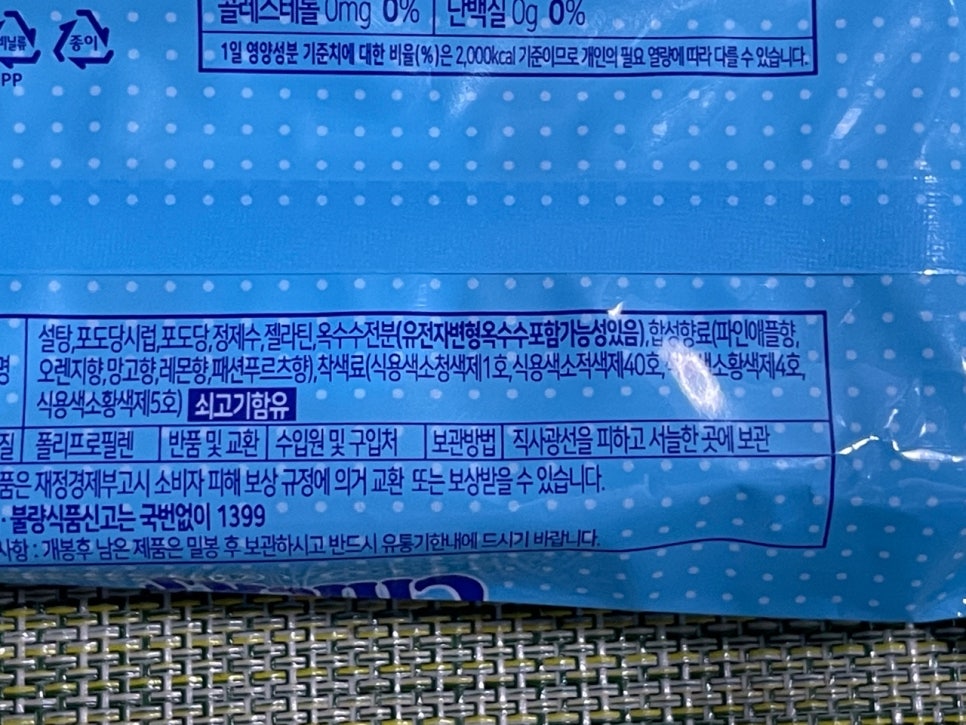 콜레스테롤 0mg 0% 단백질 0g 0%
비닐류 종이
PP
1일 영양성분 기준치에 대한 비율(%)은 2,000kcal 기준이므로 개인의 필요 열량에 따라 다를 수 있습니다.
명 설탕,포도당시럽,포도당,정제수,젤라틴,옥수수전분(유전자변형옥수수포함가능성있음),합성향료(파인애플향,
오렌지향,망고향,레몬향,패션푸르츠향),착색료(식용색소청색제1호,식용색소적색제40호,색소황색제4호,
식용색소황색제5호) 쇠고기함유
질 폴리프로필렌 반품 및 교환 수입원 및 구입처 보관방법 직사광선을 피하고 서늘한 곳에 보관
품은 재정경제부고시 소비자 피해 보상 규정에 의거 교환 또는 보상받을 수 있습니다.
· 불량식품신고는 국번없이 1399
사항 : 개봉후 남은 제품은 밀봉 후 보관하시고 반드시 유통기한내에 드시기 바랍니다.